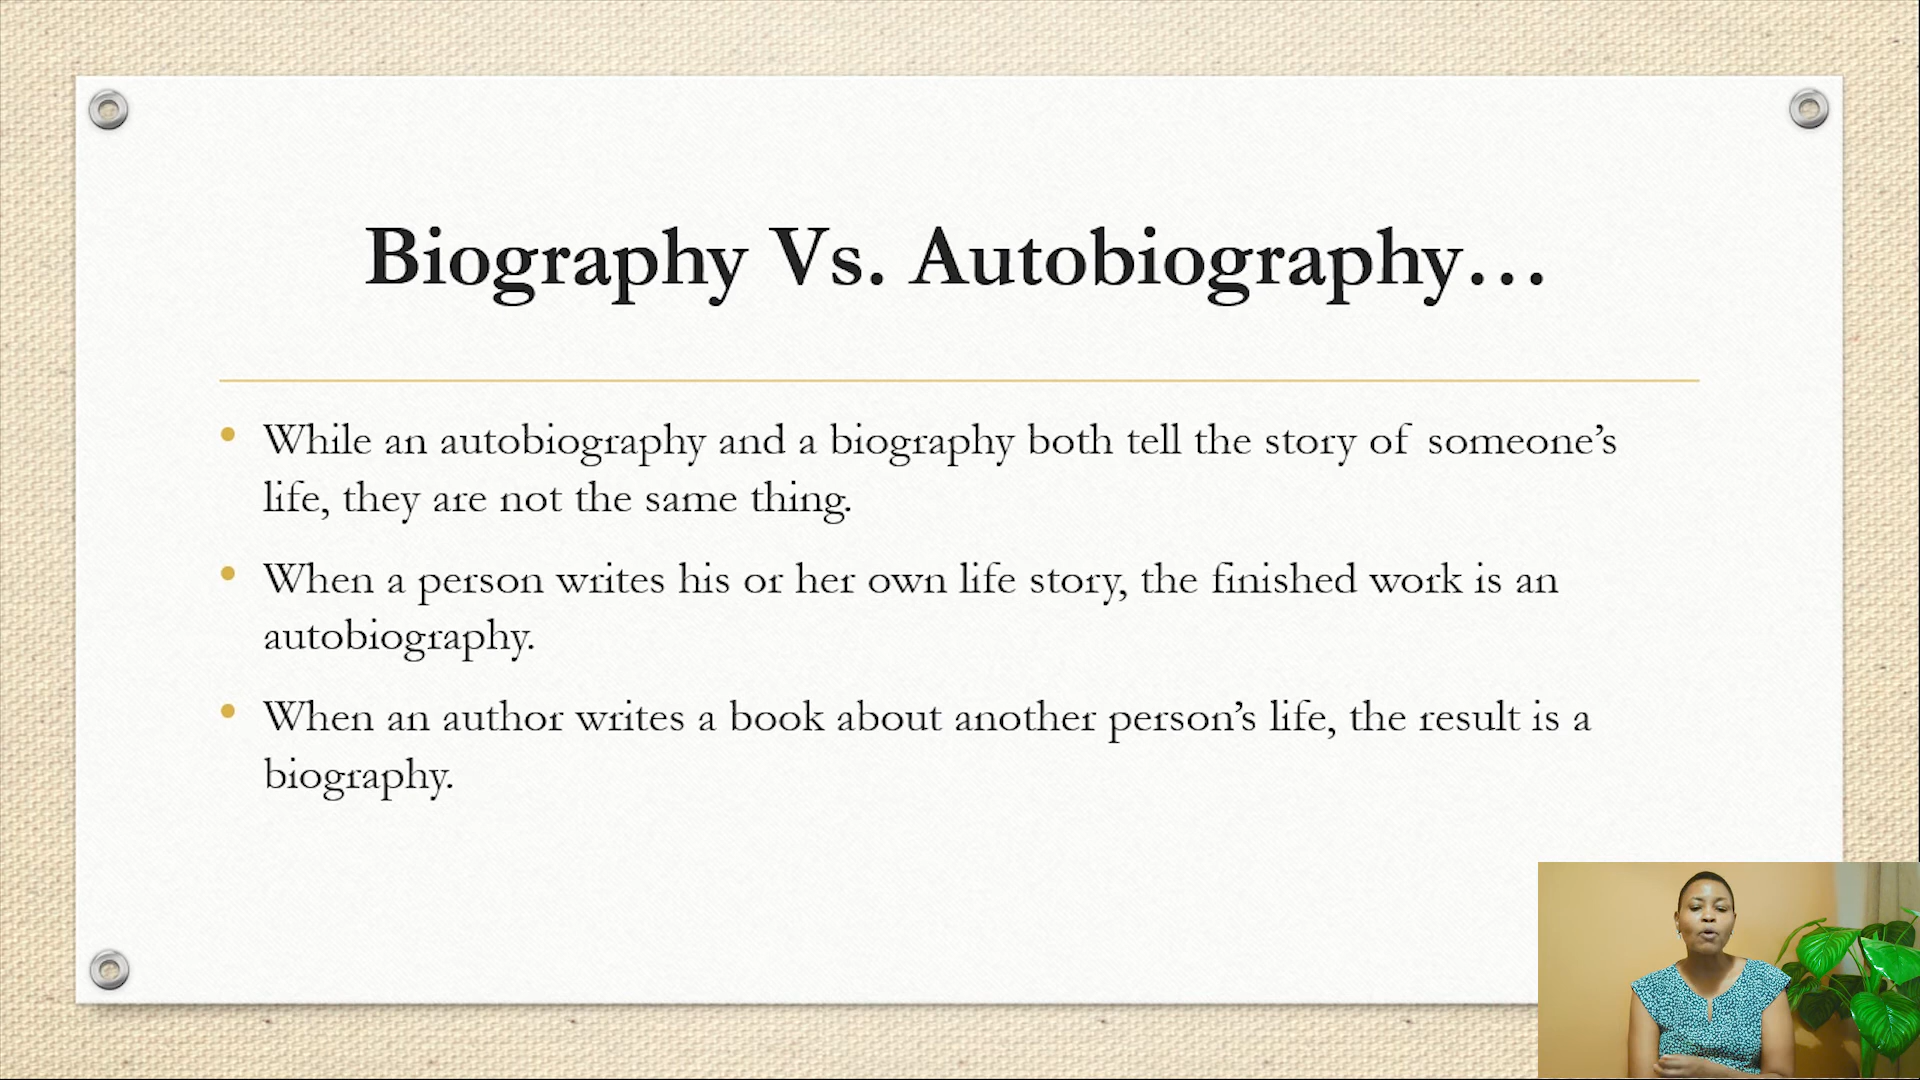 Biography Vs. Autobiography…
• While an autobiography and a biography both tell the story of someone’s
life, they are not the same thing.
• When a person writes his or her own life story, the finished work is an
autobiography.
• When an author writes a book about another person’s life, the result is a
biography.